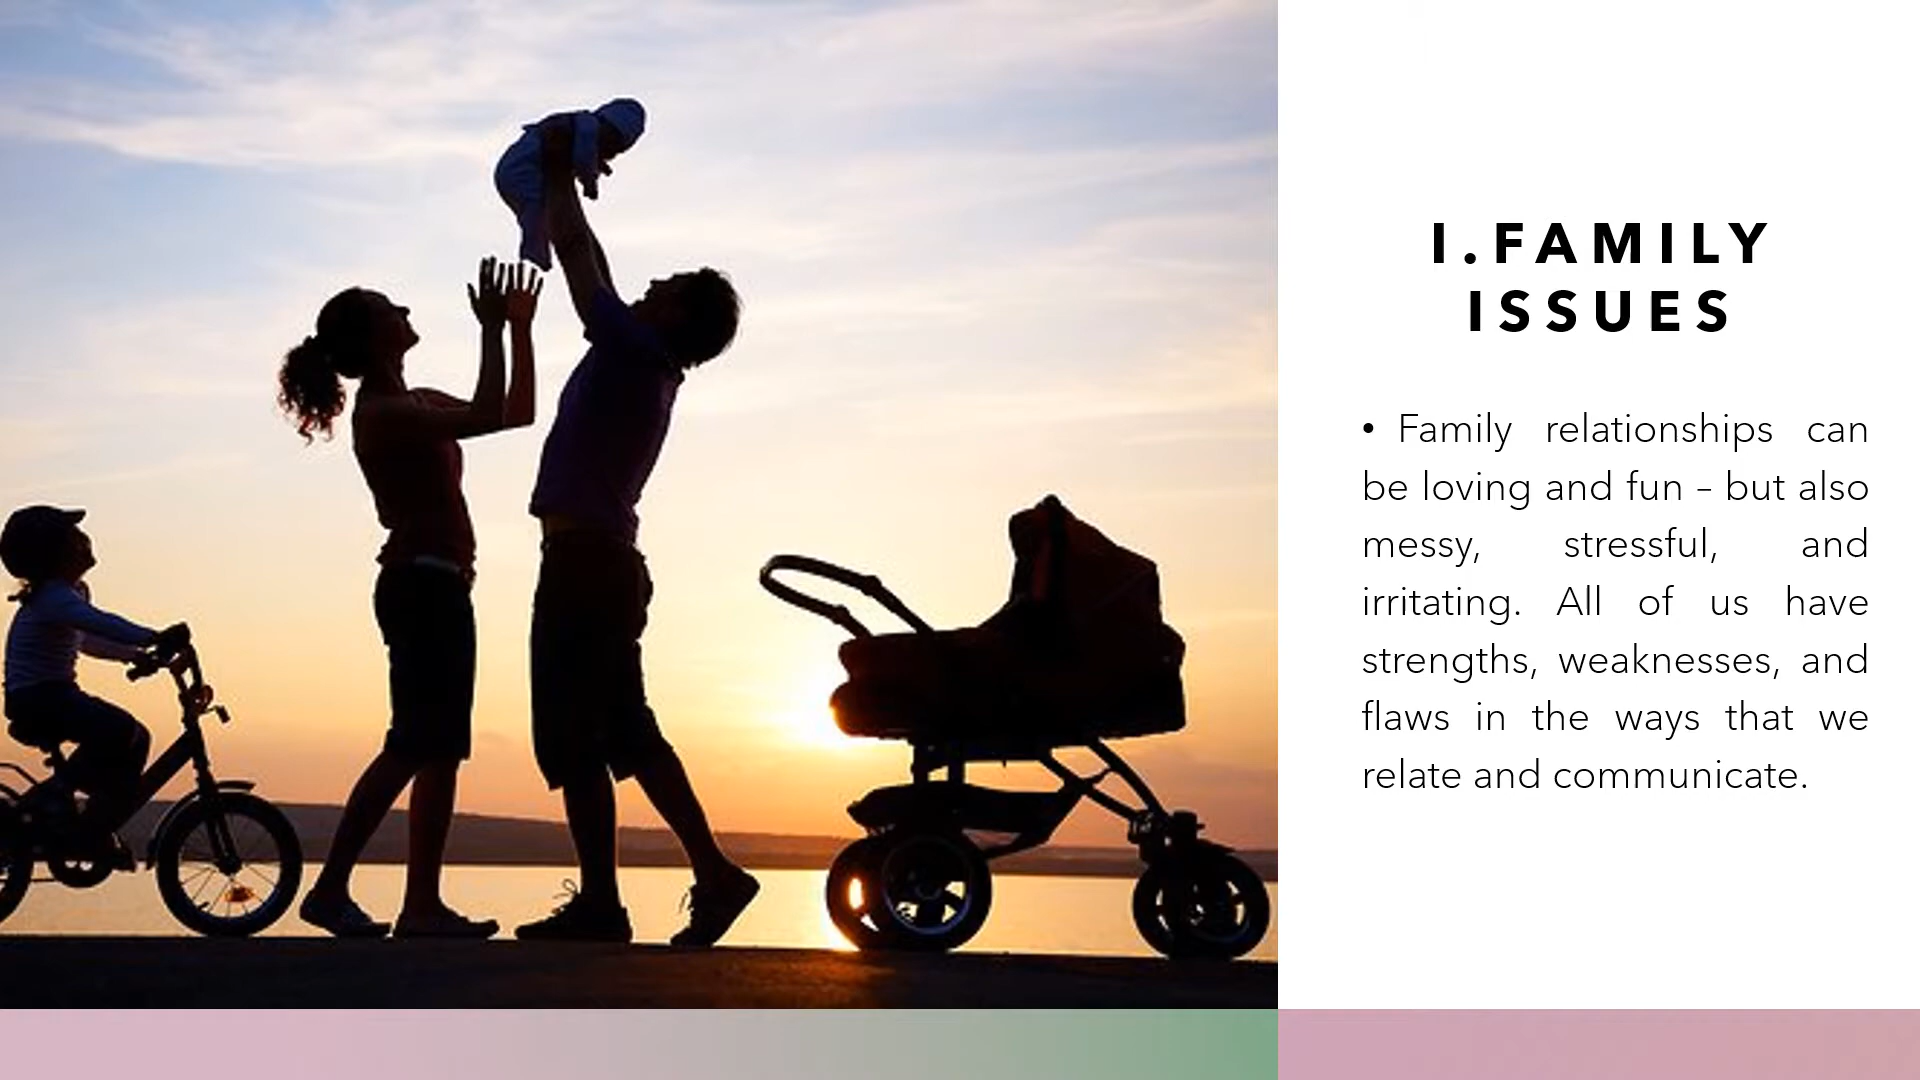 I.FAMILY
ISSUES
• Family relationships can
be loving and fun – but also
messy, stressful, and
irritating. All of us have
strengths, weaknesses, and
flaws in the ways that we
relate and communicate.